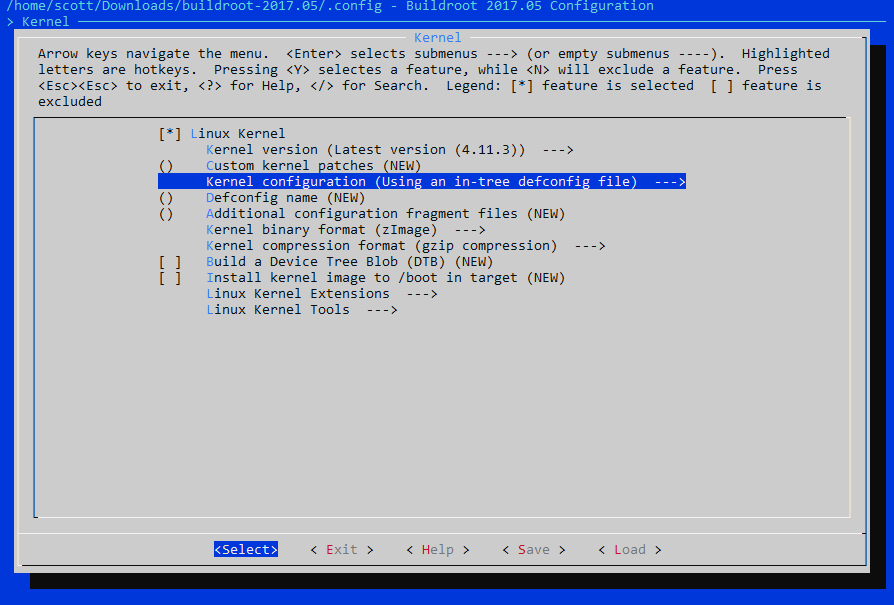 /home/scott/Downloads/buildroot-2017.05/.config - Buildroot 2017.05 Configuration
> Kernel
Kernel
Arrow keys navigate the menu.  <Enter> selects submenus ---> (or empty submenus ----).  Highlighted
letters are hotkeys.  Pressing <Y> selectes a feature, while <N> will exclude a feature.  Press
<Esc><Esc> to exit, <?> for Help, </> for Search.  Legend: [*] feature is selected  [ ] feature is
excluded
[*] Linux Kernel
Kernel version (Latest version (4.11.3))  --->
()    Custom kernel patches (NEW)
Kernel configuration (Using an in-tree defconfig file)  --->
()    Defconfig name (NEW)
()    Additional configuration fragment files (NEW)
Kernel binary format (zImage)  --->
Kernel compression format (gzip compression)  --->
[ ]   Build a Device Tree Blob (DTB) (NEW)
[ ]   Install kernel image to /boot in target (NEW)
Linux Kernel Extensions  --->
Linux Kernel Tools  --->
<Select>    < Exit >    < Help >    < Save >    < Load >